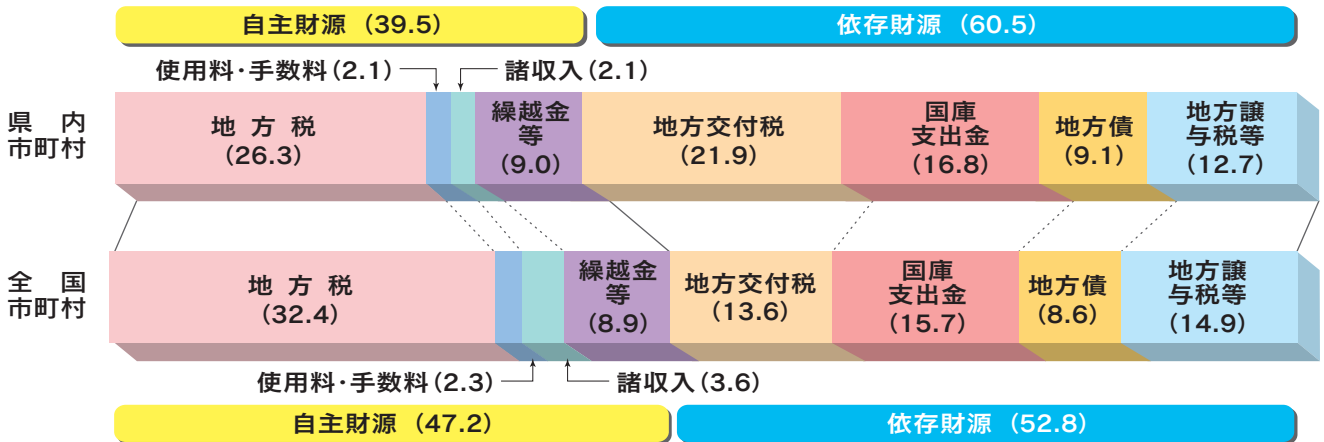 自主財源（39.5）
依存財源（60.5）
使用料・手数料（2.1）
諸収入（2.1）
県内
市町村
地方税
（26.3）
繰越金
等
（9.0）
地方交付税
（21.9）
国庫
支出金
（16.8）
地方債
（9.1）
地方譲
与税等
（12.7）
全国
市町村
地方税
（32.4）
繰越金
等
（8.9）
地方交付税
（13.6）
国庫
支出金
（15.7）
地方債
（8.6）
地方譲
与税等
（14.9）
使用料・手数料（2.3）
諸収入（3.6）
自主財源（47.2）
依存財源（52.8）